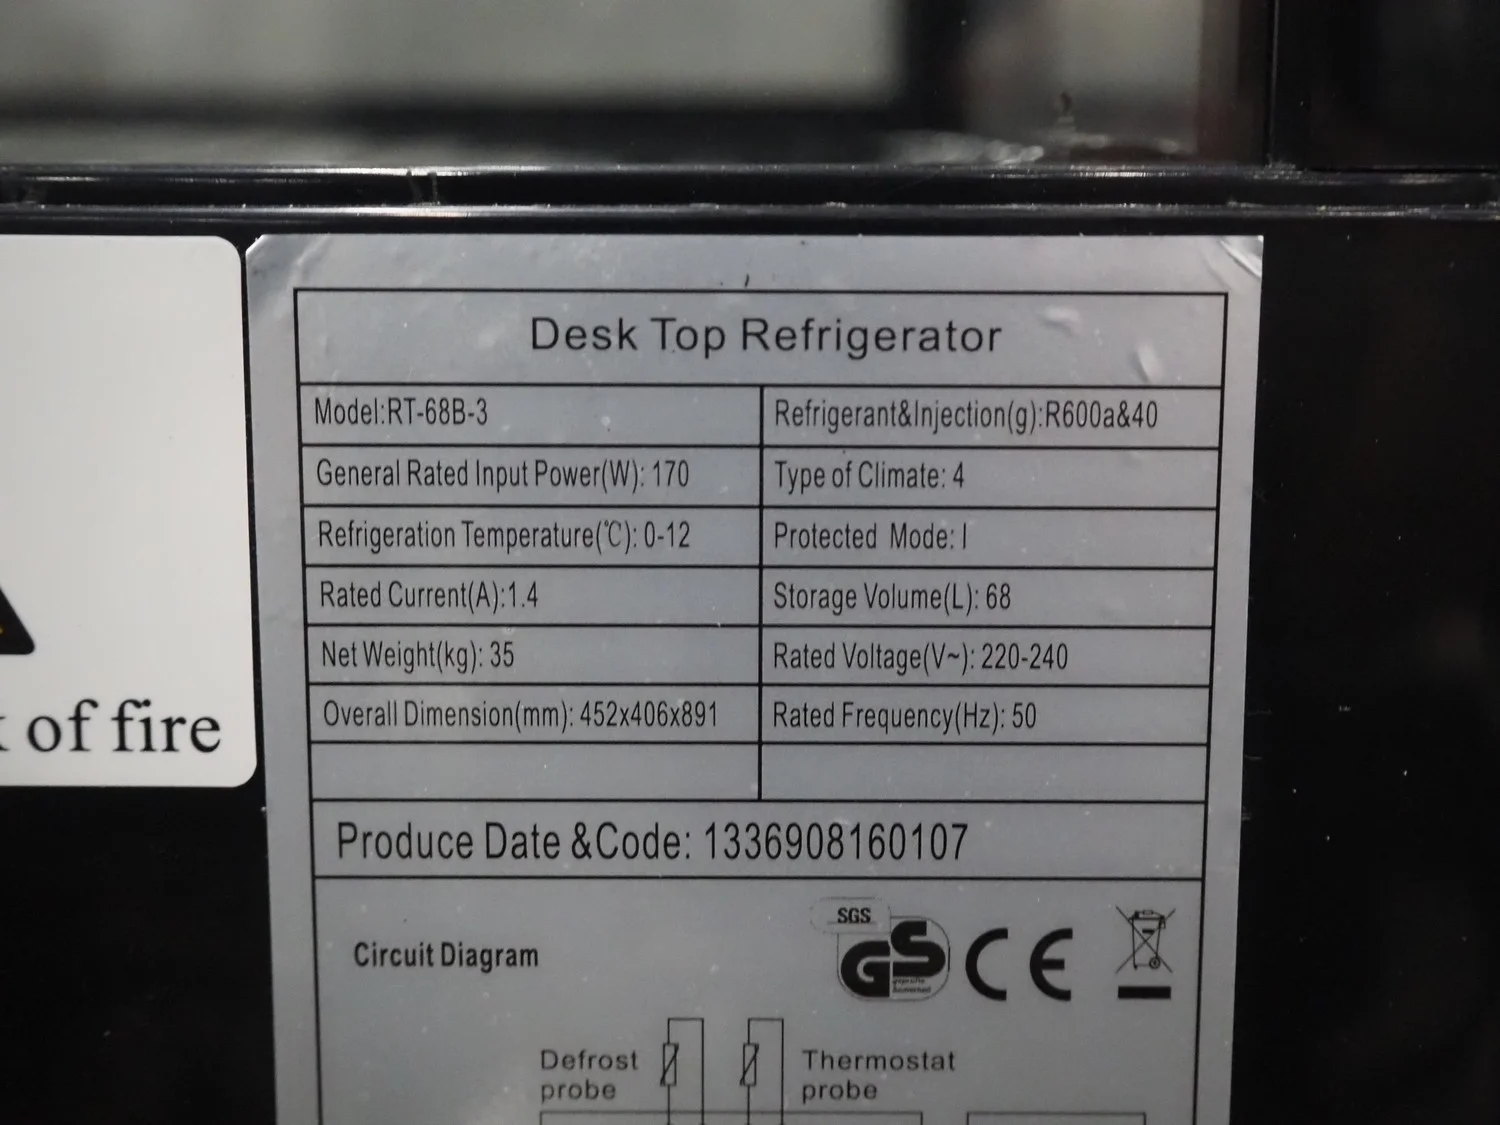 Desk Top Refrigerator
Model:RT-68B-3
Refrigerant&Injection(g):R600a&40
General Rated Input Power(W): 170
Type of Climate: 4
Refrigeration Temperature(℃): 0-12
Protected Mode: I
Rated Current(A):1.4
Storage Volume(L): 68
Net Weight(kg): 35
Rated Voltage(V~): 220-240
Overall Dimension(mm): 452x406x891
Rated Frequency(Hz): 50
of fire
Produce Date &Code: 1336908160107
Circuit Diagram
SGS
GS
CE
Defrost
probe
Thermostat
probe